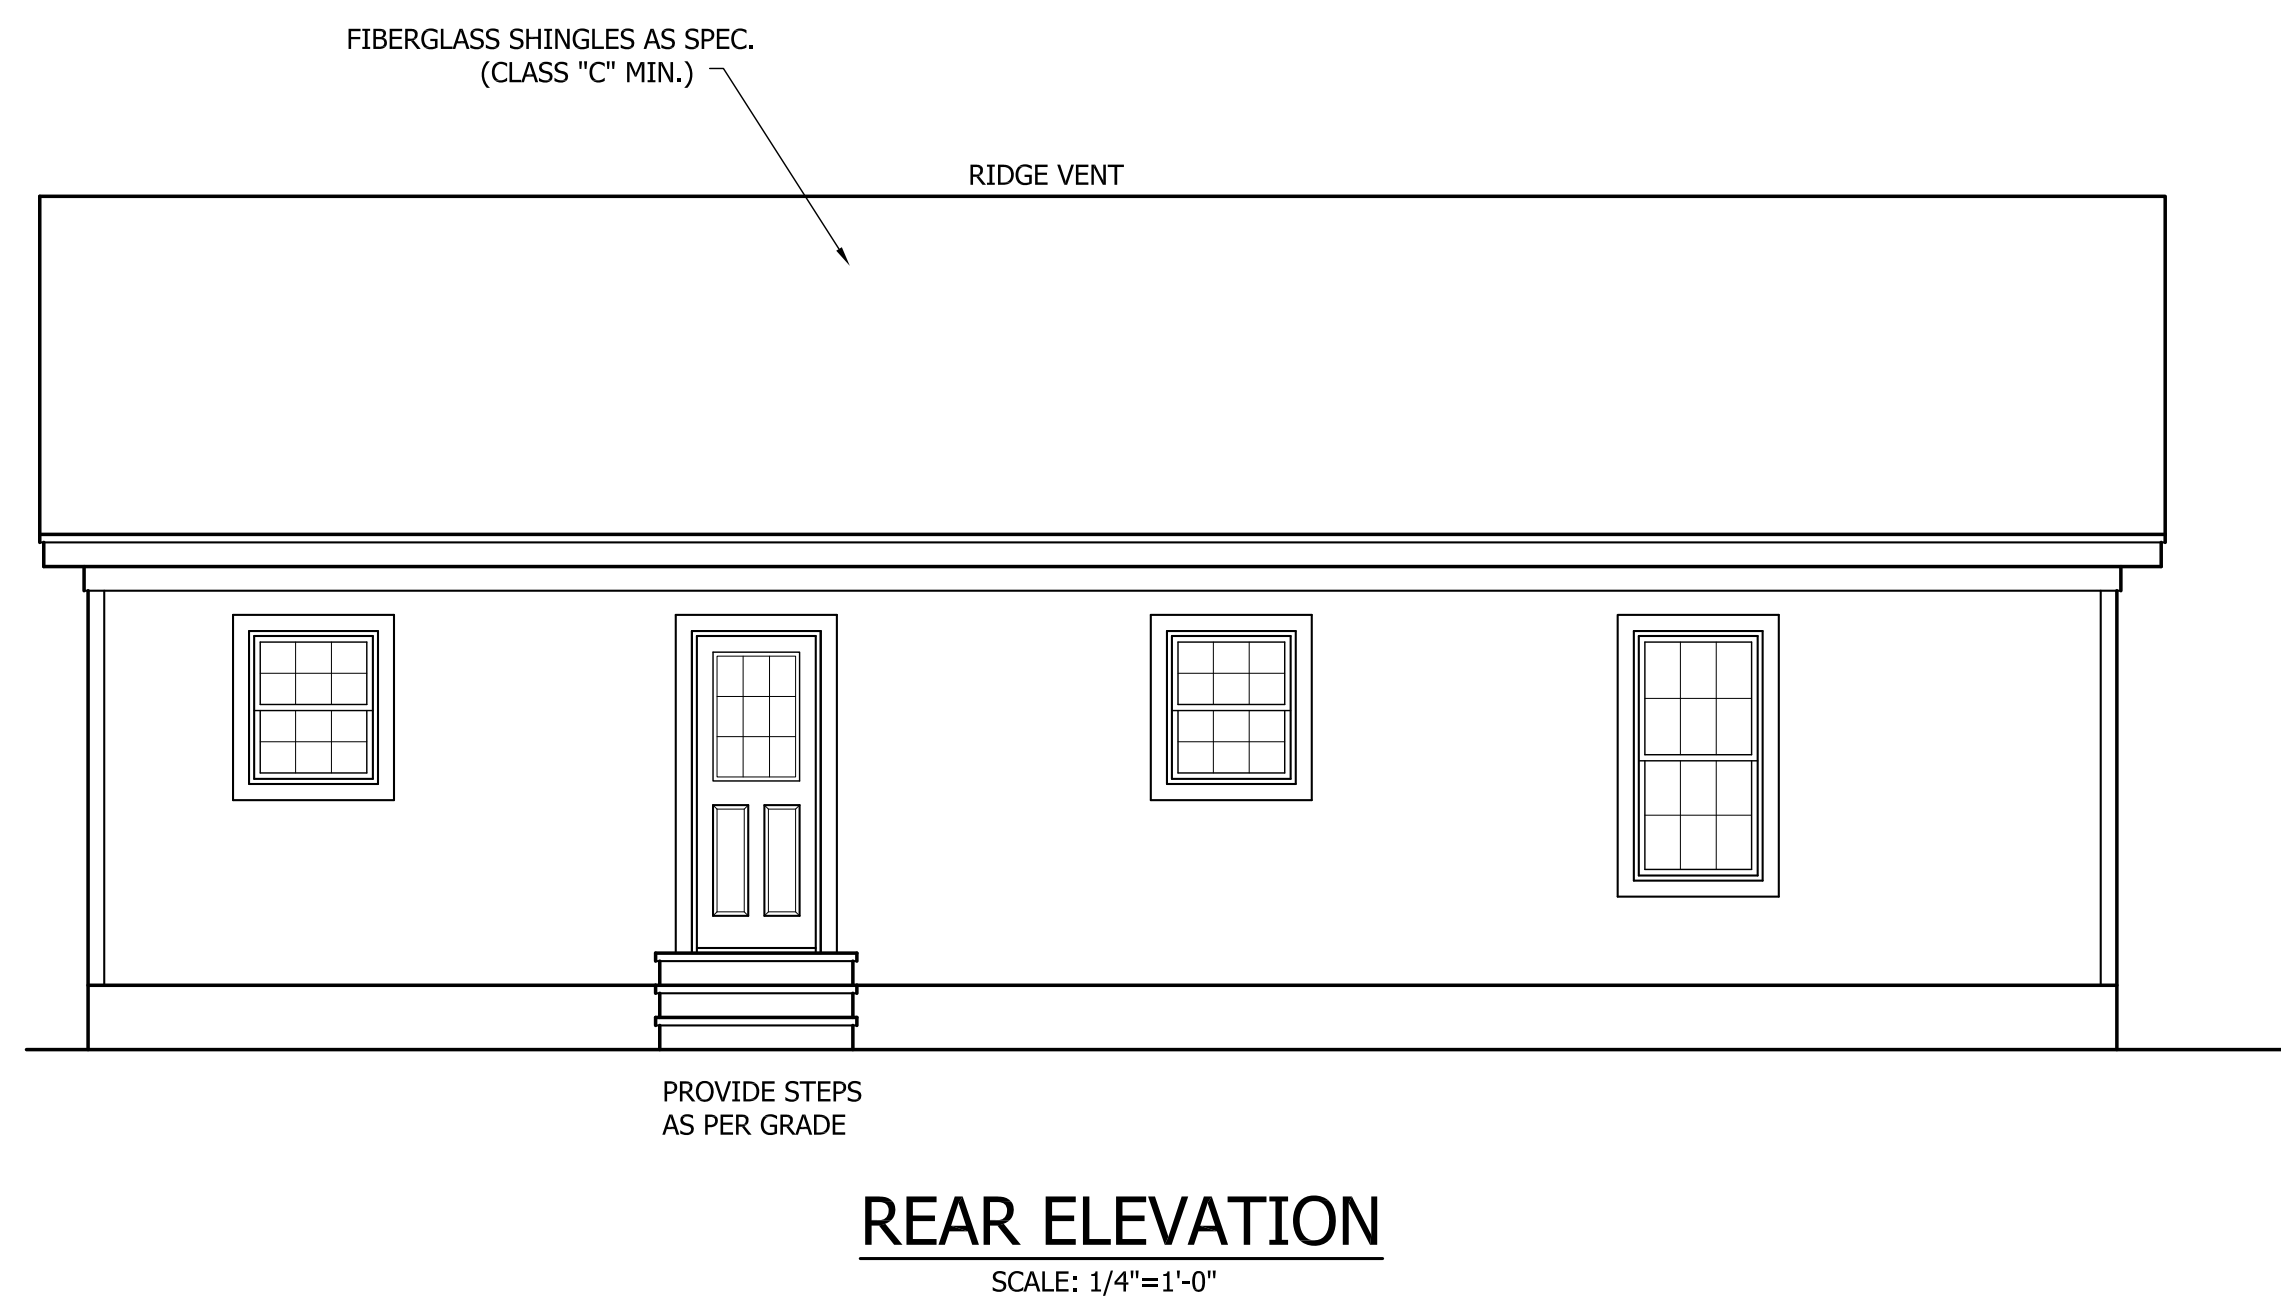 FIBERGLASS SHINGLES AS SPEC.
(CLASS "C" MIN.)
RIDGE VENT
PROVIDE STEPS
AS PER GRADE
REAR ELEVATION
SCALE: 1/4"=1'-0"